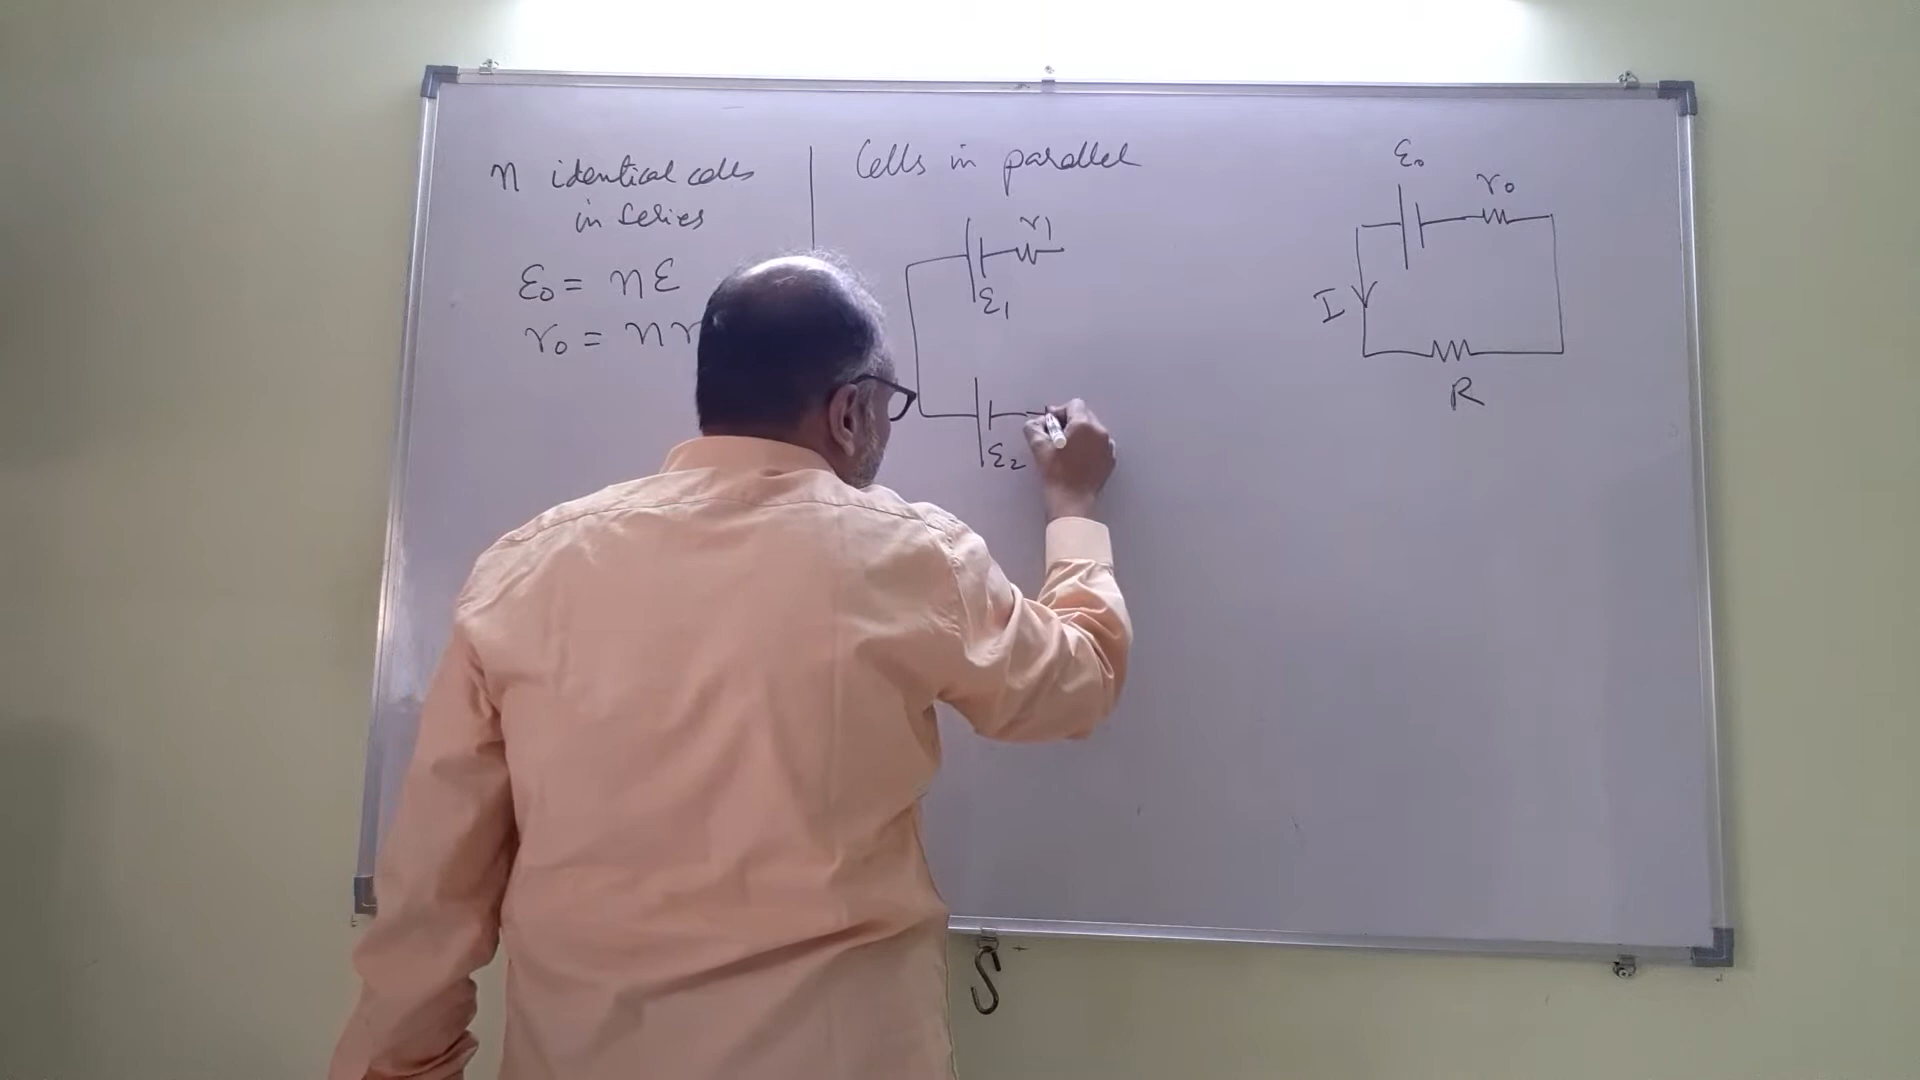 n identical cells
in series
ε₀ = nε
r₀ = nr
Cells in parallel
r₁
ε₁
ε₂
ε₀
r₀
I
R